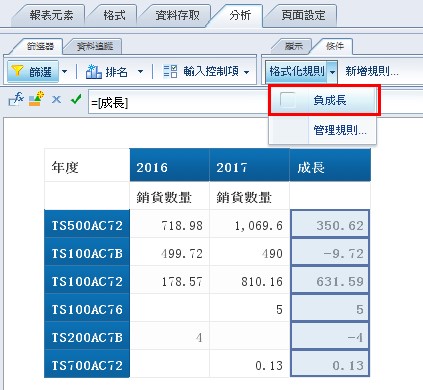 報表元素 格式 資料存取 分析 頁面設定
篩選器 資料追蹤 顯示 條件
篩選 排名 輸入控制項 格式化規則 新增規則...
=[成長] 負成長
管理規則...
年度 2016 2017 成長
銷貨數量 銷貨數量
TS500AC72 718.98 1,069.6 350.62
TS100AC7B 499.72 490 -9.72
TS100AC72 178.57 810.16 631.59
TS100AC76 5 5
TS200AC7B 4 -4
TS700AC72 0.13 0.13